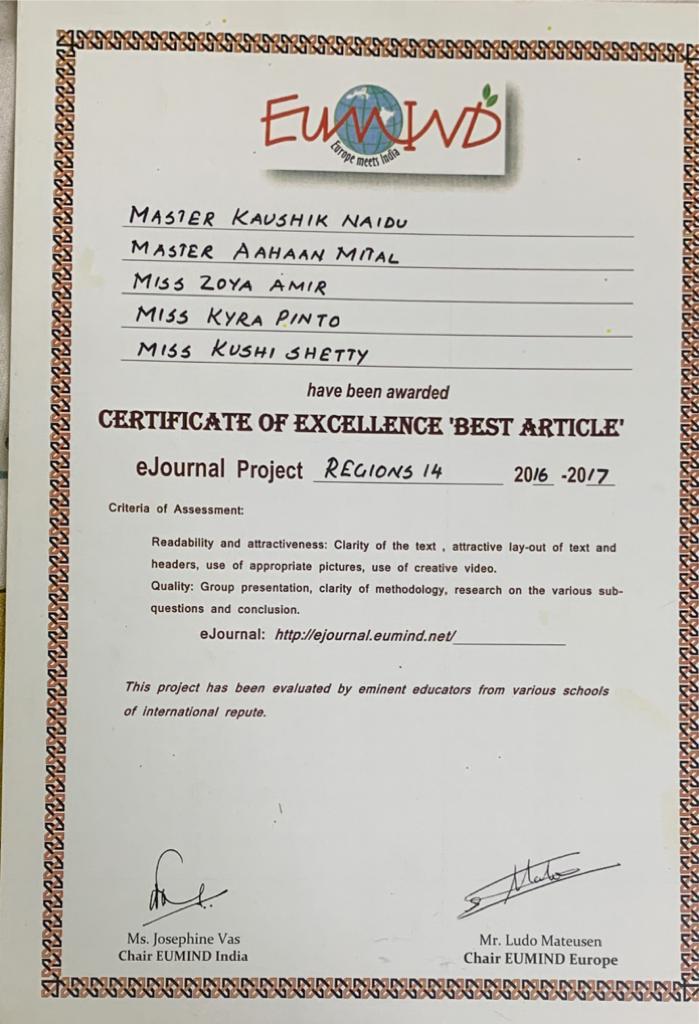 EUMIND
Europe meets India
MASTER KAUSHIK NAIDU
MASTER AAHAAN MITAL
MISS ZOYA AMIR
MISS KYRA PINTO
MISS KUSHI SHETTY
have been awarded
CERTIFICATE OF EXCELLENCE 'BEST ARTICLE'
eJournal Project REGIONS 14 2016 -2017
Criteria of Assessment:
Readability and attractiveness: Clarity of the text , attractive lay-out of text and
headers, use of appropriate pictures, use of creative video.
Quality: Group presentation, clarity of methodology, research on the various sub-
questions and conclusion.
eJournal: http://ejournal.eumind.net/
This project has been evaluated by eminent educators from various schools
of international repute.
Ms. Josephine Vas
Chair EUMIND India
Mr. Ludo Mateusen
Chair EUMIND Europe